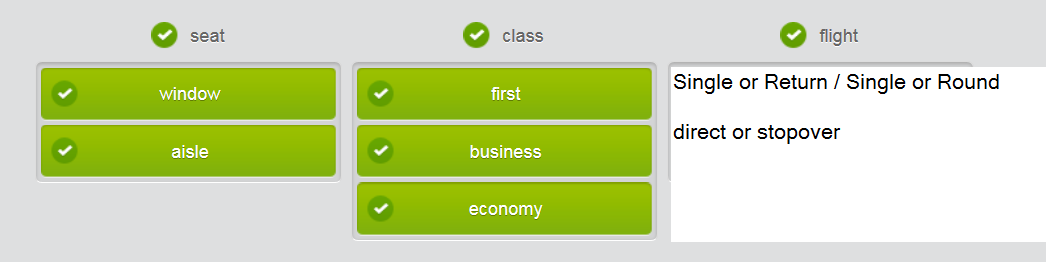 seat
class
flight
window
aisle
first
business
economy
Single or Return / Single or Round
direct or stopover